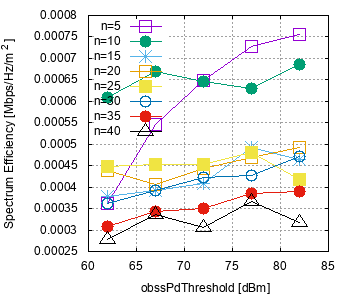 0.0008
0.00075
0.0007
0.00065
0.0006
0.00055
0.0005
0.00045
0.0004
0.00035
0.0003
0.00025
Spectrum Efficiency [Mbps/Hz/m^2 ]
n=5
n=10
n=15
n=20
n=25
n=30
n=35
n=40
60 65 70 75 80 85
obssPdThreshold [dBm]